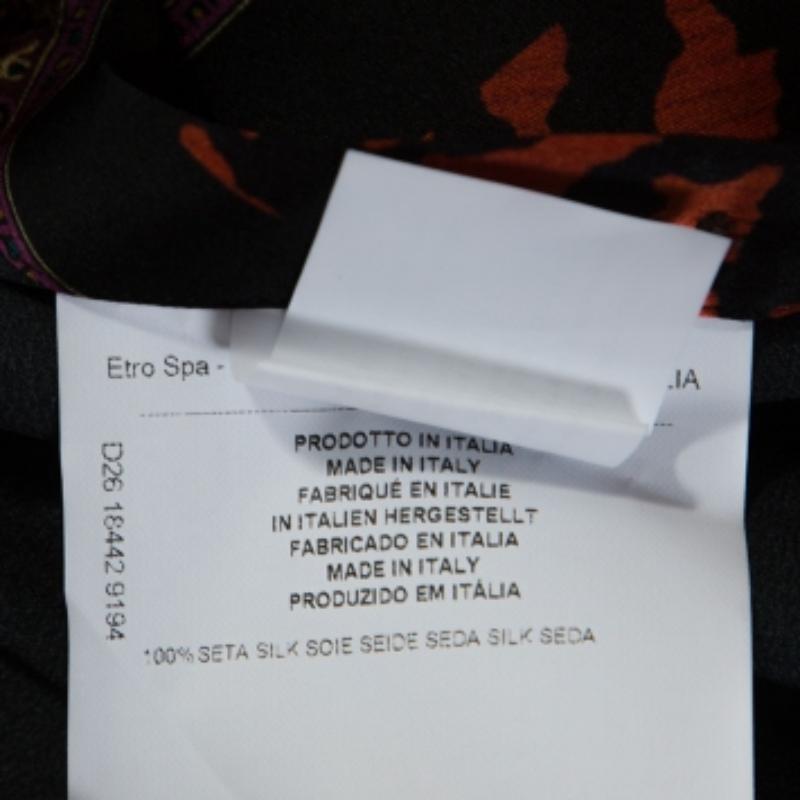 Etro Spa -
PRODOTTO IN ITALIA
MADE IN ITALY
FABRIQUÉ EN ITALIE
IN ITALIEN HERGESTELLT
FABRICADO EN ITALIA
MADE IN ITALY
PRODUZIDO EM ITÁLIA
D26 18442 9194
100% SETA SILK SOIE SEIDE SEDA SILK SEDA